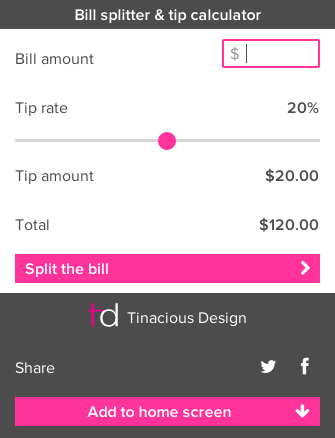 Bill splitter & tip calculator
Bill amount $
Tip rate 20%
Tip amount $20.00
Total $120.00
Split the bill
td Tinacious Design
Share
Add to home screen